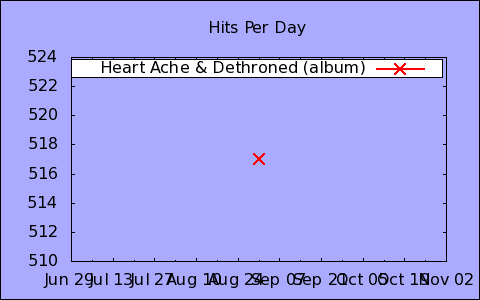 Hits Per Day
524
Heart Ache & Dethroned (album)
522
520
518
516
514
512
510
Jun 29 Jul 13 Jul 27 Aug 10 Aug 24 Sep 07 Sep 21 Oct 05 Oct 19 Nov 02